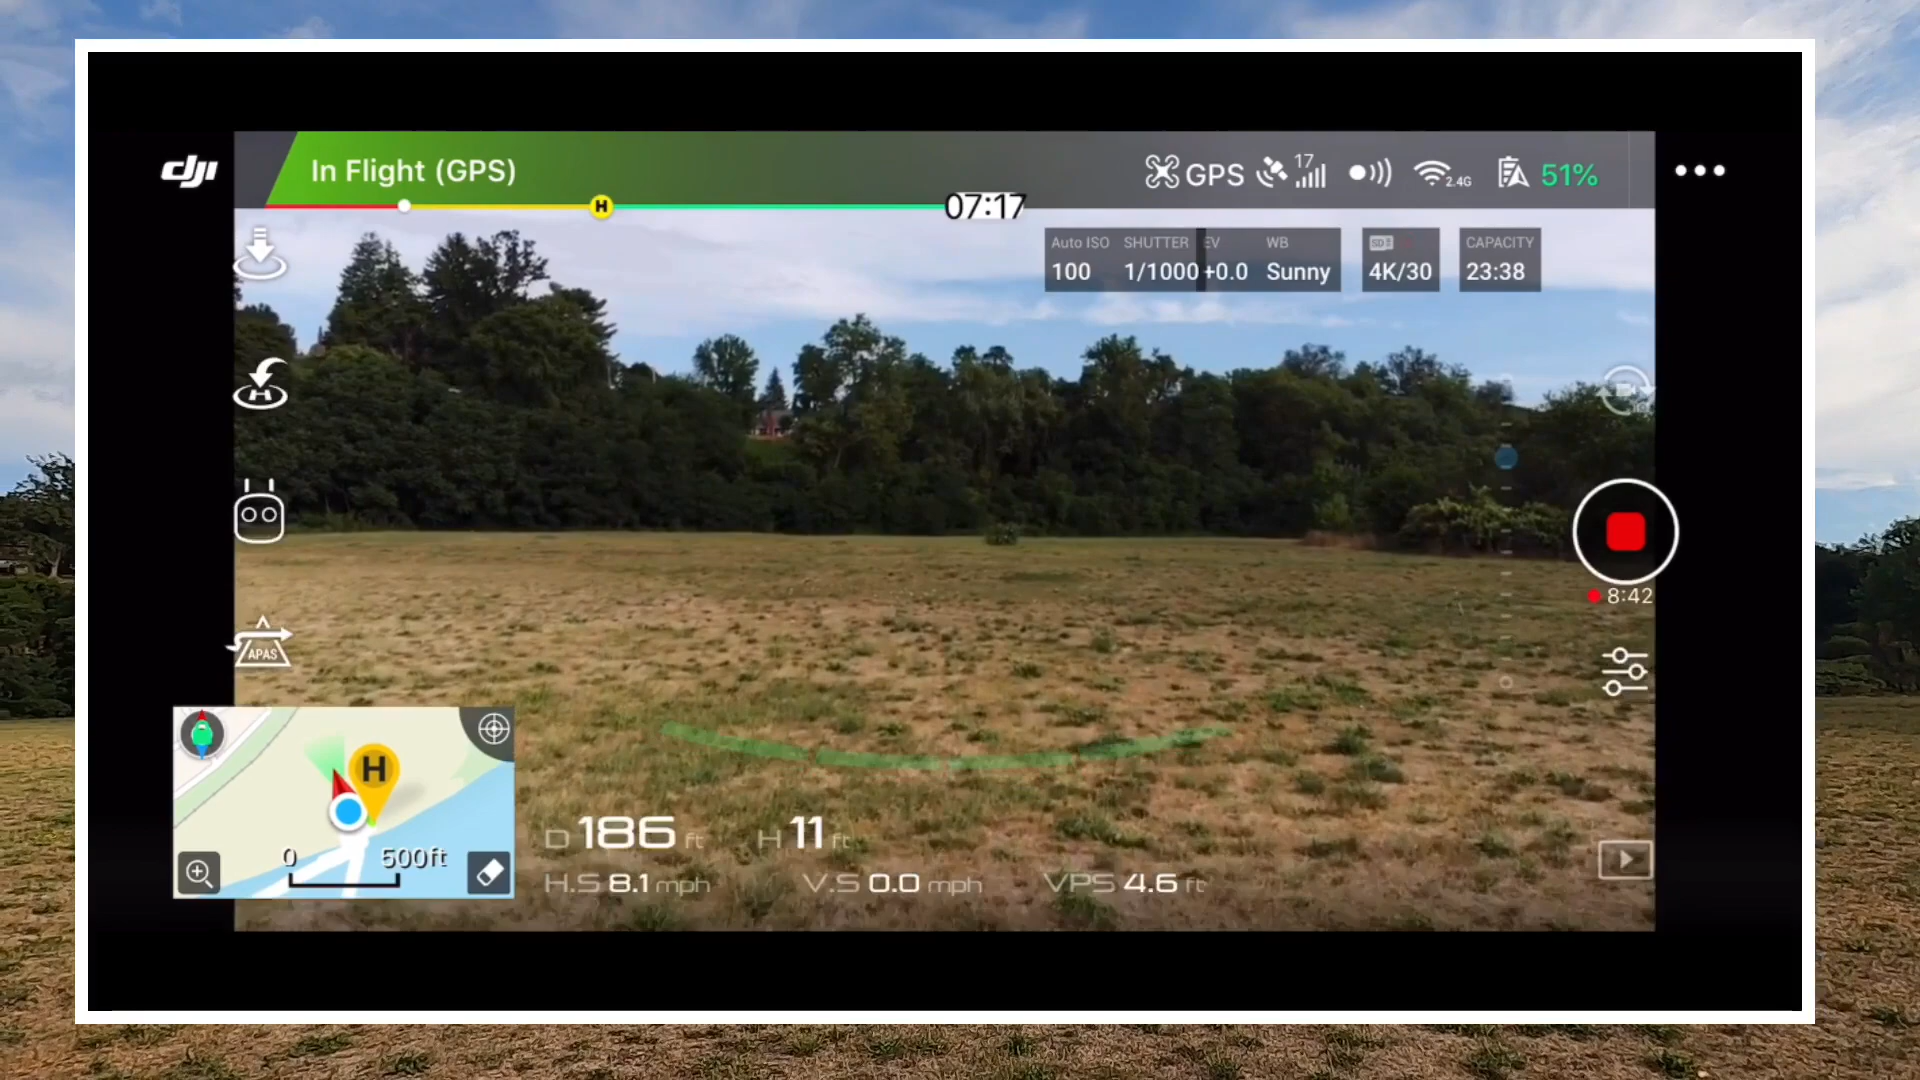 dji
In Flight (GPS)
GPS
17
2.4G
51%
H
07:17
Auto ISO
100
SHUTTER
1/1000
EV
+0.0
WB
Sunny
SD
4K/30
CAPACITY
23:38
H
8:42
APAS
H
0
500ft
D 186 ft
H 11 ft
H.S 8.1 mph
V.S 0.0 mph
VPS 4.6 ft